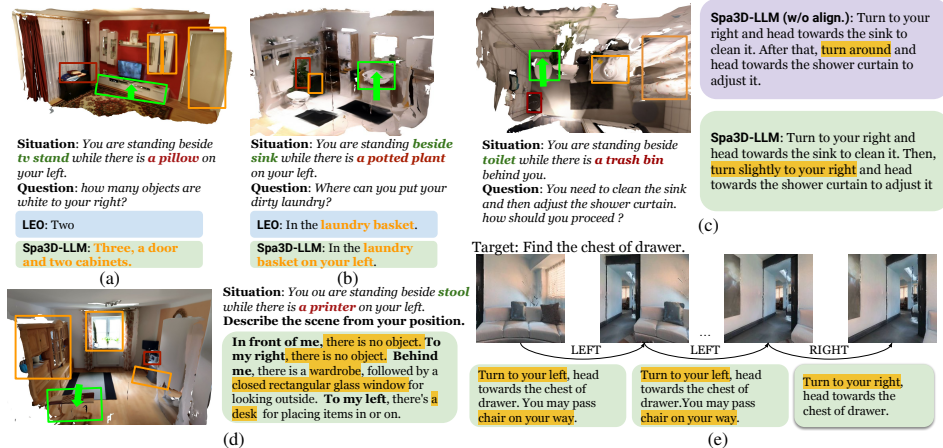 Situation: You are standing beside
tv stand while there is a pillow on
your left.
Question: how many objects are
white to your right?
LEO: Two
Spa3D-LLM: Three, a door
and two cabinets.
(a)
Situation: You are standing beside
sink while there is a potted plant
on your left.
Question: Where can you put your
dirty laundry?
LEO: In the laundry basket.
Spa3D-LLM: In the laundry
basket on your left.
(b)
Situation: You are standing beside
toilet while there is a trash bin
behind you.
Question: You need to clean the sink
and then adjust the shower curtain.
how should you proceed ?
Spa3D-LLM (w/o align.): Turn to your
right and head towards the sink to
clean it. After that, turn around and
head towards the shower curtain to
adjust it.
Spa3D-LLM: Turn to your right and
head towards the sink to clean it. Then,
turn slightly to your right and head
towards the shower curtain to adjust it
(c)
Situation: You ou are standing beside stool
while there is a printer on your left.
Describe the scene from your position.
In front of me, there is no object. To
my right, there is no object. Behind
me, there is a wardrobe, followed by a
closed rectangular glass window for
looking outside. To my left, there's a
desk for placing items in or on.
(d)
Target: Find the chest of drawer.
...
LEFT
LEFT
RIGHT
Turn to your left, head
towards the chest of
drawer. You may pass
chair on your way.
Turn to your left, head
towards the chest of
drawer.You may pass
chair on your way.
Turn to your right,
head towards the
chest of drawer.
(e)